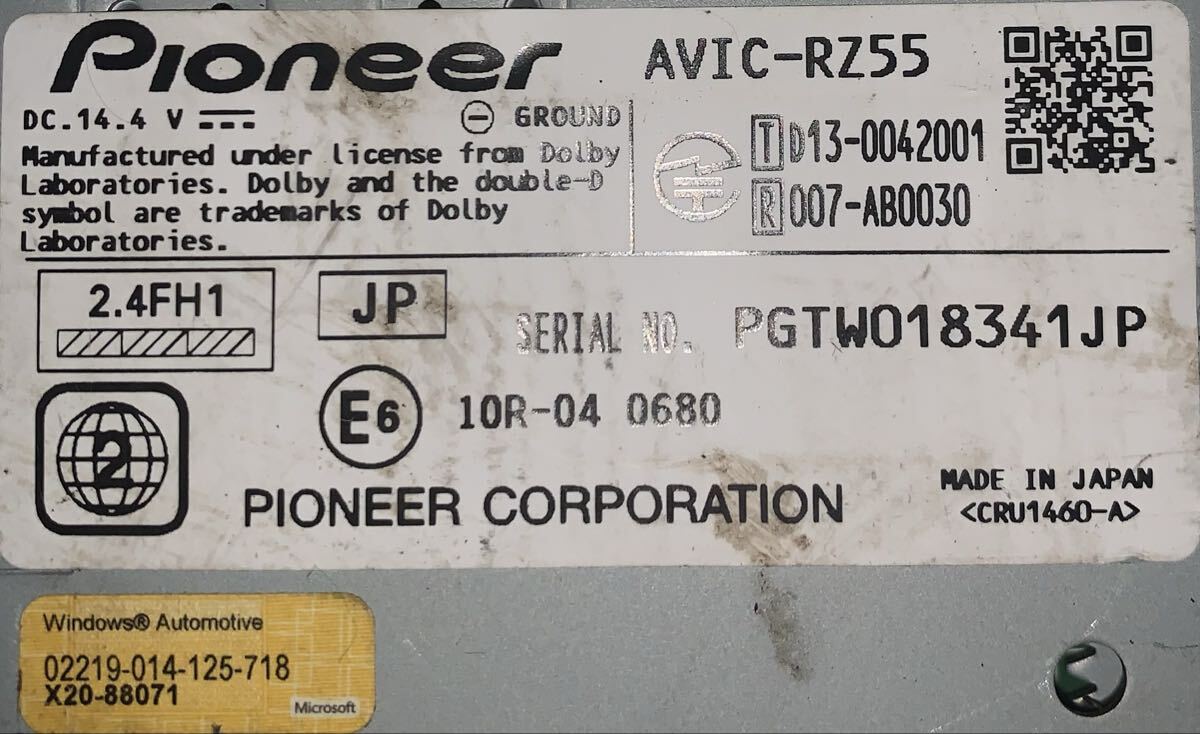 Pioneer
AVIC-RZ55
DC.14.4 V
GROUND
Manufactured under license from Dolby
Laboratories. Dolby and the double-D
symbol are trademarks of Dolby
Laboratories.
T D13-0042001
R 007-AB0030
2.4FH1
JP
SERIAL NO. PGTW018341JP
2
E6 10R-04 0680
PIONEER CORPORATION
MADE IN JAPAN
<CRU1460-A>
Windows® Automotive
02219-014-125-718
X20-88071
Microsoft